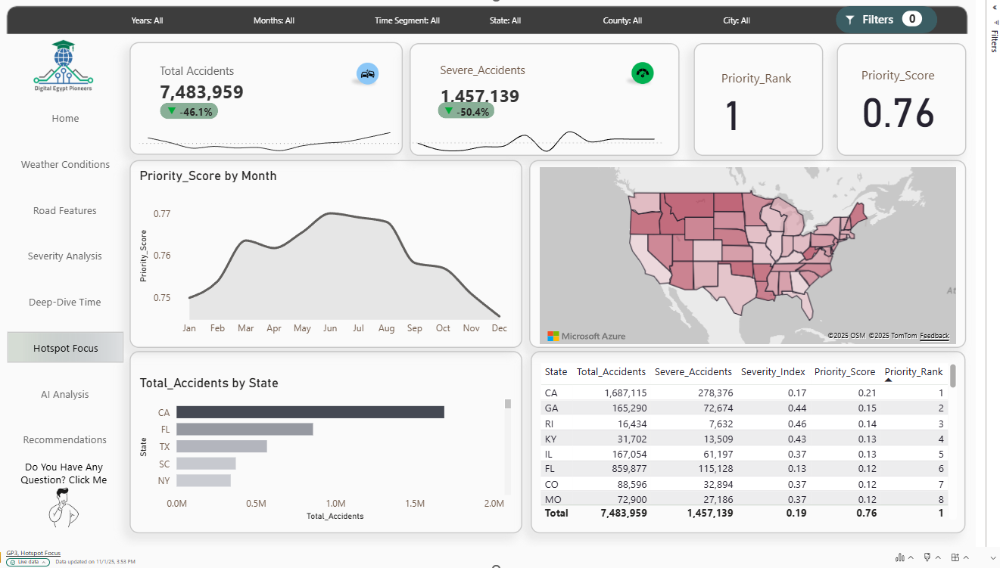 Years: All Months: All Time Segment: All State: All County: All City: All Filters 0
Filters
Digital Egypt Pioneers
Home
Weather Conditions
Road Features
Severity Analysis
Deep-Dive Time
Hotspot Focus
AI Analysis
Recommendations
Do You Have Any
Question? Click Me
Total Accidents
7,483,959
-46.1%
Severe_Accidents
1,457,139
-50.4%
Priority_Rank
1
Priority_Score
0.76
Priority_Score by Month
Priority_Score
0.77
0.76
0.75
Jan Feb Mar Apr May Jun Jul Aug Sep Oct Nov Dec
At
Microsoft Azure
©2025 OSM ©2025 TomTom Feedback
Total_Accidents by State
State
CA
FL
TX
SC
NY
0.0M 0.5M 1.0M 1.5M 2.0M
Total_Accidents
State Total_Accidents Severe_Accidents Severity_Index Priority_Score Priority_Rank
CA 1,687,115 278,376 0.17 0.21 1
GA 165,290 72,674 0.44 0.15 2
RI 16,434 7,632 0.46 0.14 3
KY 31,702 13,509 0.43 0.13 4
IL 167,054 61,197 0.37 0.13 5
FL 859,877 115,128 0.13 0.12 6
CO 88,596 32,894 0.37 0.12 7
MO 72,900 27,186 0.37 0.12 8
Total 7,483,959 1,457,139 0.19 0.76 1
GP3, Hotspot Focus
Live data Data updated on 11/1/25, 3:53 PM